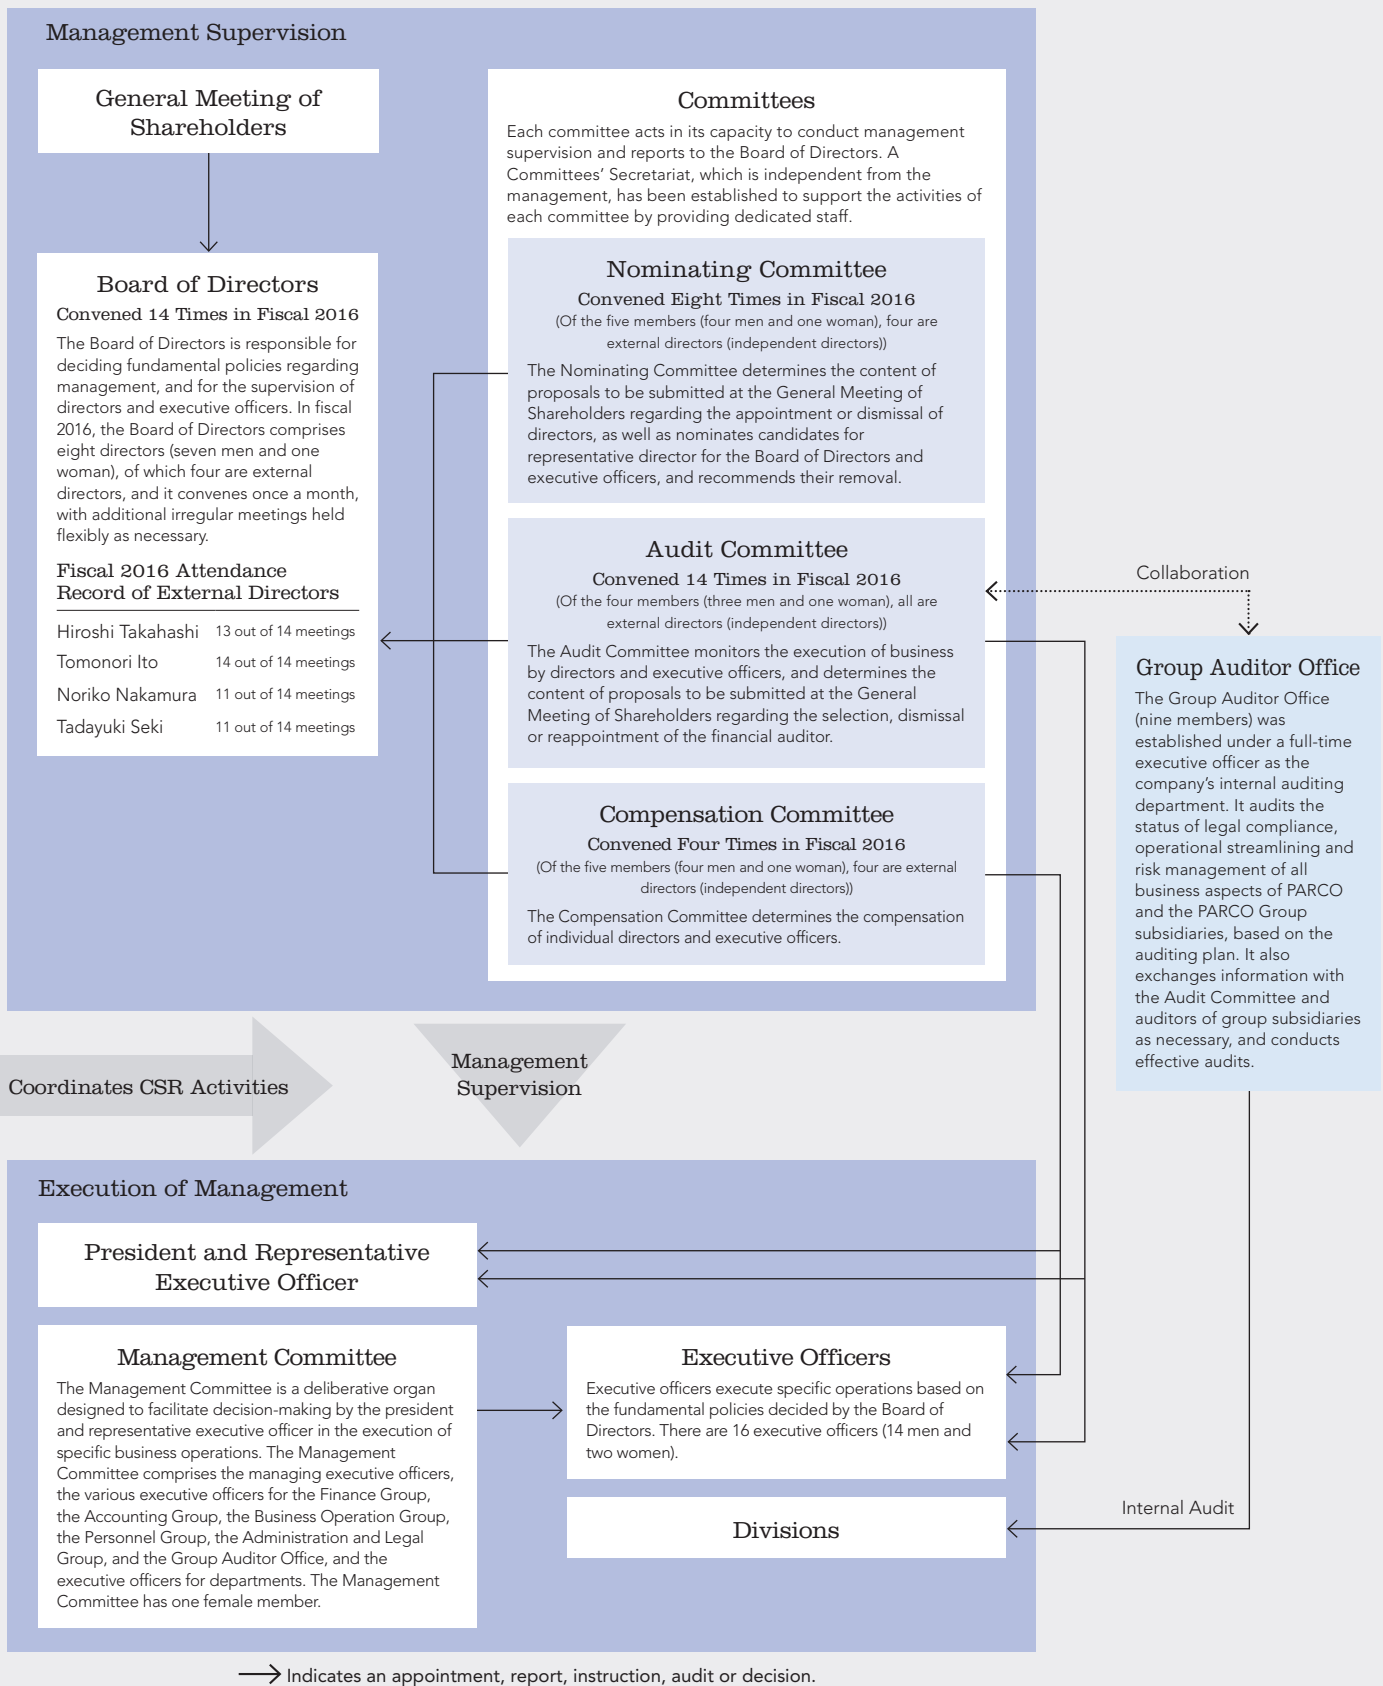 Management Supervision
General Meeting of
Shareholders
Board of Directors
Convened 14 Times in Fiscal 2016
The Board of Directors is responsible for
deciding fundamental policies regarding
management, and for the supervision of
directors and executive officers. In fiscal
2016, the Board of Directors comprises
eight directors (seven men and one
woman), of which four are external
directors, and it convenes once a month,
with additional irregular meetings held
flexibly as necessary.
Fiscal 2016 Attendance
Record of External Directors
Hiroshi Takahashi 13 out of 14 meetings
Tomonori Ito 14 out of 14 meetings
Noriko Nakamura 11 out of 14 meetings
Tadayuki Seki 11 out of 14 meetings
Committees
Each committee acts in its capacity to conduct management
supervision and reports to the Board of Directors. A
Committees’ Secretariat, which is independent from the
management, has been established to support the activities of
each committee by providing dedicated staff.
Nominating Committee
Convened Eight Times in Fiscal 2016
(Of the five members (four men and one woman), four are
external directors (independent directors))
The Nominating Committee determines the content of
proposals to be submitted at the General Meeting of
Shareholders regarding the appointment or dismissal of
directors, as well as nominates candidates for
representative director for the Board of Directors and
executive officers, and recommends their removal.
Audit Committee
Convened 14 Times in Fiscal 2016
(Of the four members (three men and one woman), all are
external directors (independent directors))
The Audit Committee monitors the execution of business
by directors and executive officers, and determines the
content of proposals to be submitted at the General
Meeting of Shareholders regarding the selection, dismissal
or reappointment of the financial auditor.
Compensation Committee
Convened Four Times in Fiscal 2016
(Of the five members (four men and one woman), four are external
directors (independent directors))
The Compensation Committee determines the compensation
of individual directors and executive officers.
Collaboration
Group Auditor Office
The Group Auditor Office
(nine members) was
established under a full-time
executive officer as the
company’s internal auditing
department. It audits the
status of legal compliance,
operational streamlining and
risk management of all
business aspects of PARCO
and the PARCO Group
subsidiaries, based on the
auditing plan. It also
exchanges information with
the Audit Committee and
auditors of group subsidiaries
as necessary, and conducts
effective audits.
Coordinates CSR Activities
Management
Supervision
Execution of Management
President and Representative
Executive Officer
Management Committee
The Management Committee is a deliberative organ
designed to facilitate decision-making by the president
and representative executive officer in the execution of
specific business operations. The Management
Committee comprises the managing executive officers,
the various executive officers for the Finance Group,
the Accounting Group, the Business Operation Group,
the Personnel Group, the Administration and Legal
Group, and the Group Auditor Office, and the
executive officers for departments. The Management
Committee has one female member.
Executive Officers
Executive officers execute specific operations based on
the fundamental policies decided by the Board of
Directors. There are 16 executive officers (14 men and
two women).
Divisions
Internal Audit
Indicates an appointment, report, instruction, audit or decision.